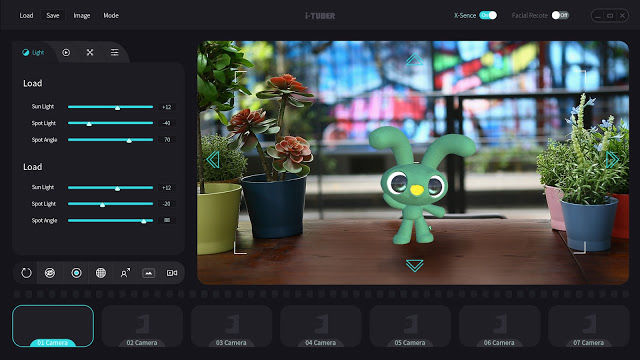 Load Save Image Mode
i-TUBER
X-Sence On Facial Recote Off
Light
Load
Sun Light +12
Spot Light -40
Spot Angle 70
Load
Sun Light +12
Spot Light -20
Spot Angle 88
01 Camera 02 Camera 03 Camera 04 Camera 05 Camera 06 Camera 07 Camera